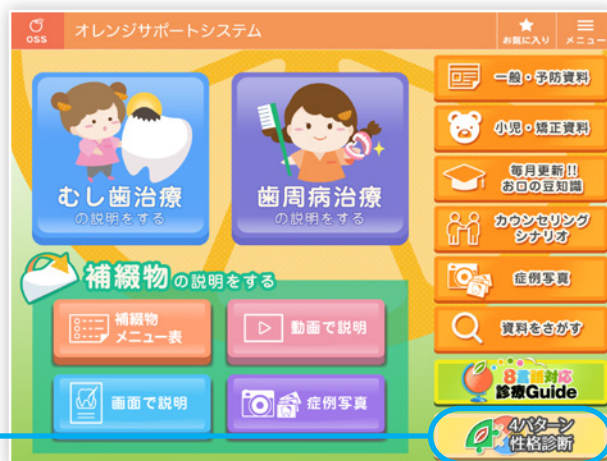 OSS
オレンジサポートシステム
お気に入り
メニュー
むし歯治療
の説明をする
歯周病治療
の説明をする
補綴物の説明をする
補綴物
メニュー表
動画で説明
画面で説明
症例写真
一般・予防資料
小児・矯正資料
毎月更新!!
お口の豆知識
カウンセリング
シナリオ
症例写真
資料をさがす
8言語対応
診療Guide
4パターン
性格診断